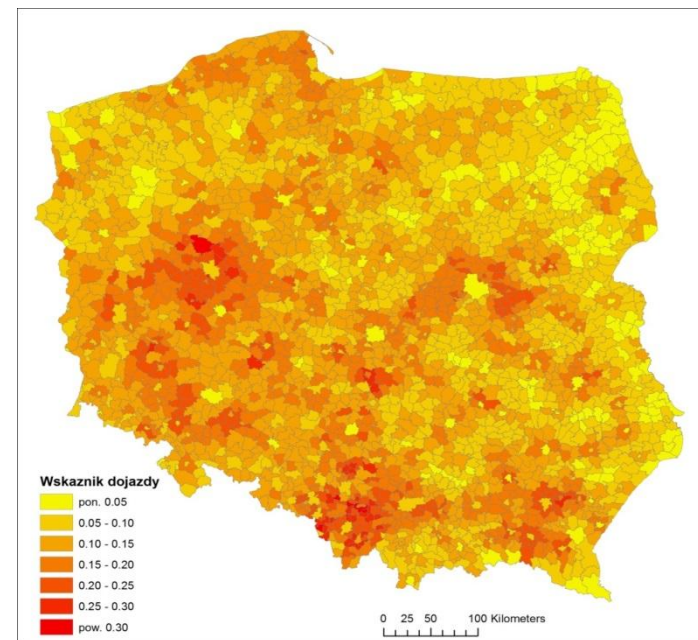 Wskaznik dojazdy
pon. 0.05
0.05 - 0.10
0.10 - 0.15
0.15 - 0.20
0.20 - 0.25
0.25 - 0.30
pow. 0.30
0 25 50 100 Kilometers